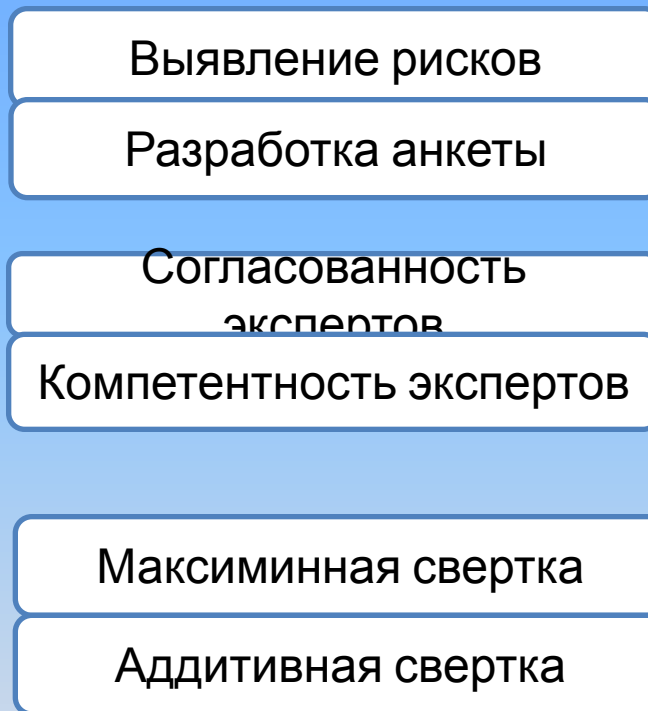 Выявление рисков
Разработка анкеты
Согласованность
экспертов
Компетентность экспертов
Максиминная свертка
Аддитивная свертка